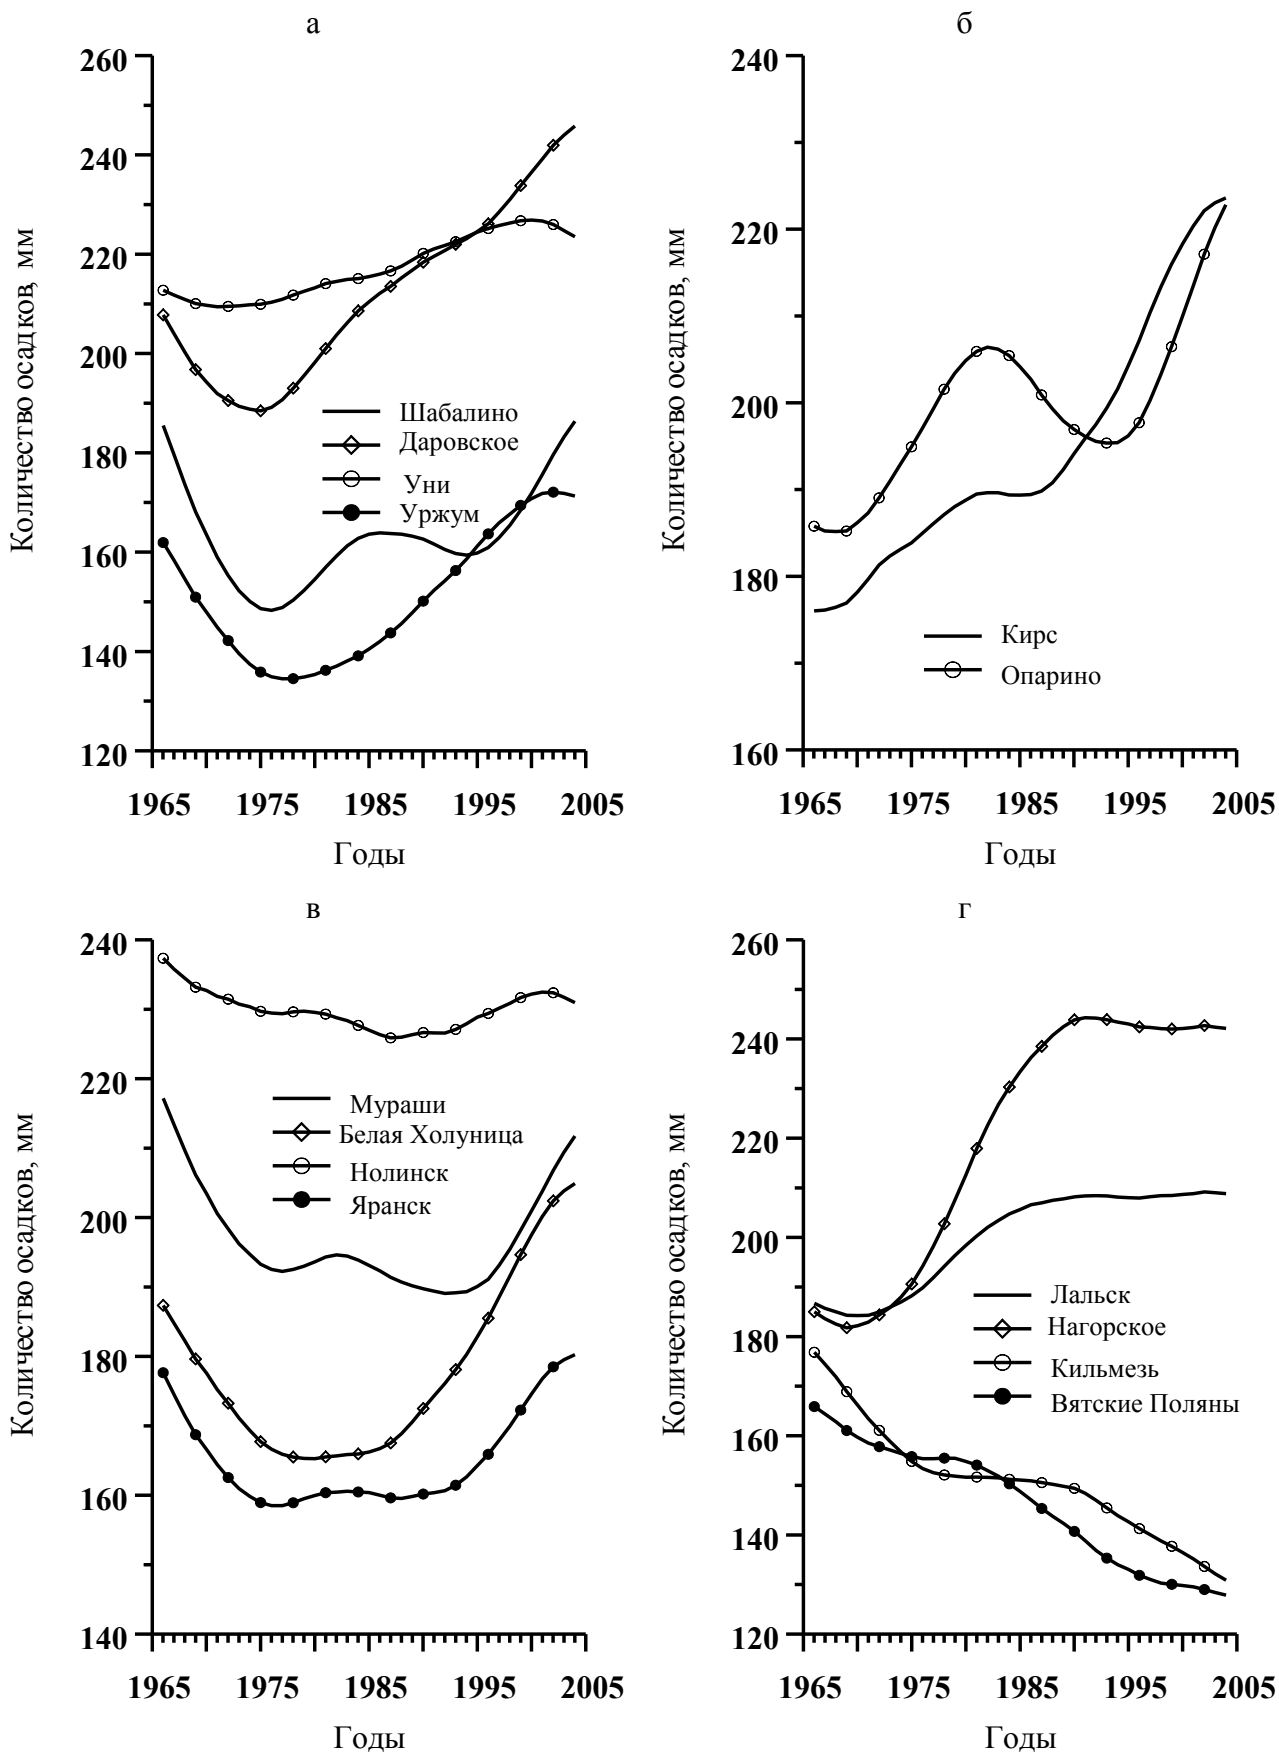 а
260
240
220
200
180
160
140
120
Количество осадков, мм
Шабалино
Даровское
Уни
Уржум
1965 1975 1985 1995 2005
Годы
б
240
220
200
180
160
Количество осадков, мм
Кирс
Опарино
1965 1975 1985 1995 2005
Годы
в
240
220
200
180
160
140
Количество осадков, мм
Мураши
Белая Холуница
Нолинск
Яранск
1965 1975 1985 1995 2005
Годы
г
260
240
220
200
180
160
140
120
Количество осадков, мм
Лальск
Нагорское
Кильмезь
Вятские Поляны
1965 1975 1985 1995 2005
Годы